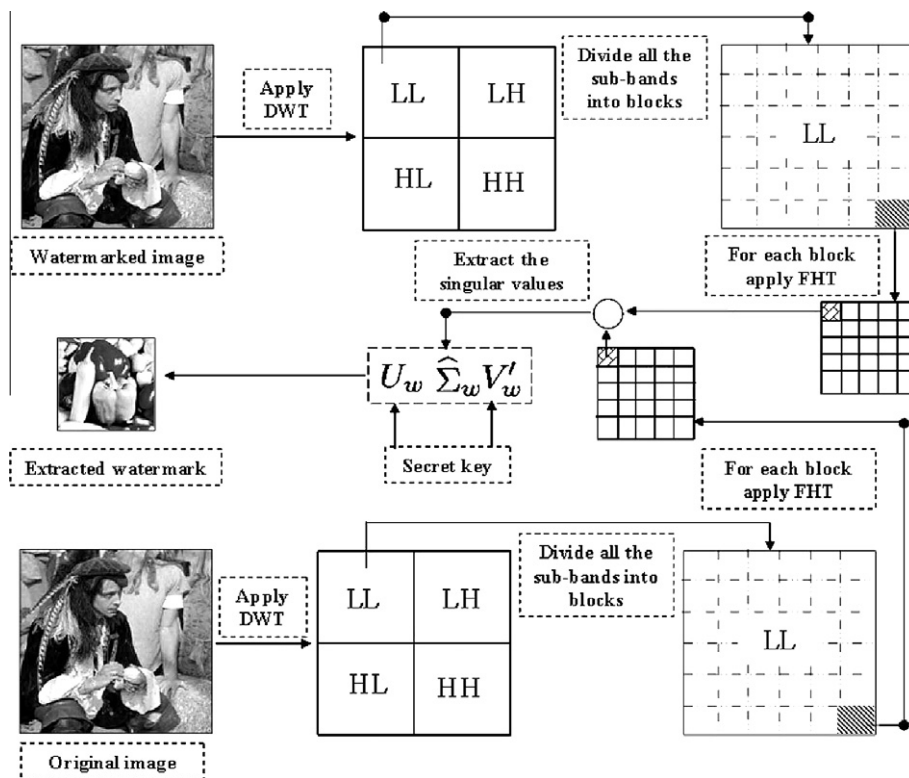 Apply
DWT
LL
LH
HL
HH
Divide all the
sub-bands
into blocks
LL
Watermarked image
For each block
apply FHT
Extract the
singular values
U_w Σ̂_w V′_w
Extracted watermark
Secret key
For each block
apply FHT
Apply
DWT
LL
LH
HL
HH
Divide all the
sub-bands into
blocks
LL
Original image